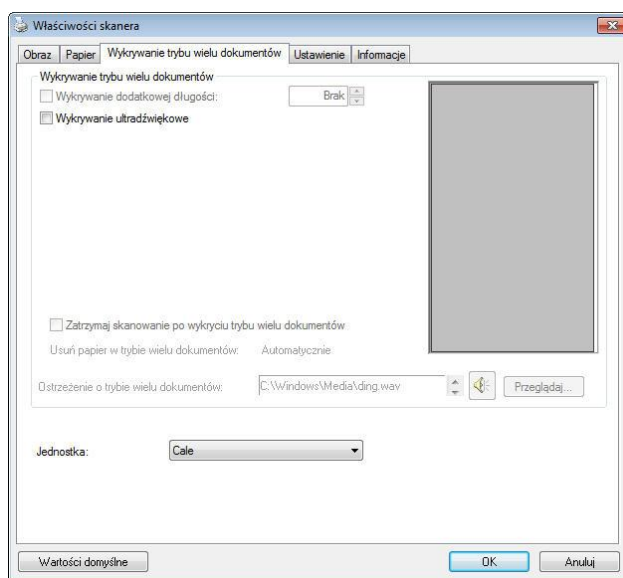 Właściwości skanera
Obraz Papier Wykrywanie trybu wielu dokumentów Ustawienie Informacje
Wykrywanie trybu wielu dokumentów
Wykrywanie dodatkowej długości: Brak
Wykrywanie ultradźwiękowe
Zatrzymaj skanowanie po wykryciu trybu wielu dokumentów
Usuń papier w trybie wielu dokumentów: Automatycznie
Ostrzeżenie o trybie wielu dokumentów: C:\Windows\Media\ding.wav Przeglądaj...
Jednostka: Cale
Wartości domyślne OK Anuluj